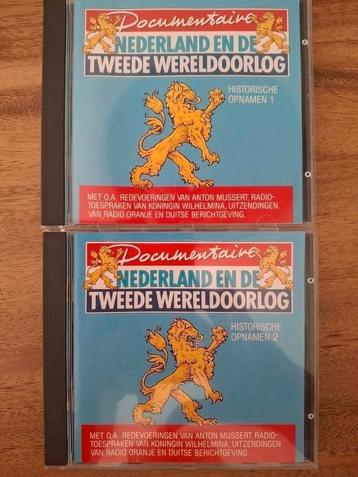 Documentaire
NEDERLAND EN DE
TWEEDE WERELDOORLOG
HISTORISCHE
OPNAMEN 1
MET O.A. REDEVOERINGEN VAN ANTON MUSSERT, RADIO-
TOESPRAKEN VAN KONINGIN WILHELMINA, UITZENDINGEN
VAN RADIO ORANJE EN DUITSE BERICHTGEVING.
Documentaire
NEDERLAND EN DE
TWEEDE WERELDOORLOG
HISTORISCHE
OPNAMEN 2
MET O.A. REDEVOERINGEN VAN ANTON MUSSERT, RADIO-
TOESPRAKEN VAN KONINGIN WILHELMINA, UITZENDINGEN
VAN RADIO ORANJE EN DUITSE BERICHTGEVING.